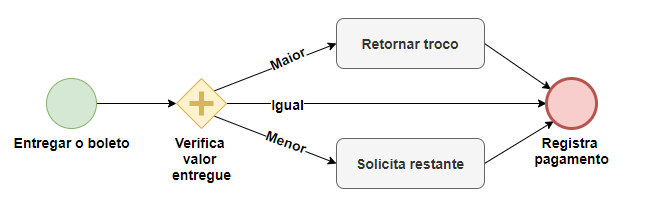 Maior
Retornar troco
Igual
Entregar o boleto
Verifica
valor
entregue
Menor
Solicita restante
Registra
pagamento